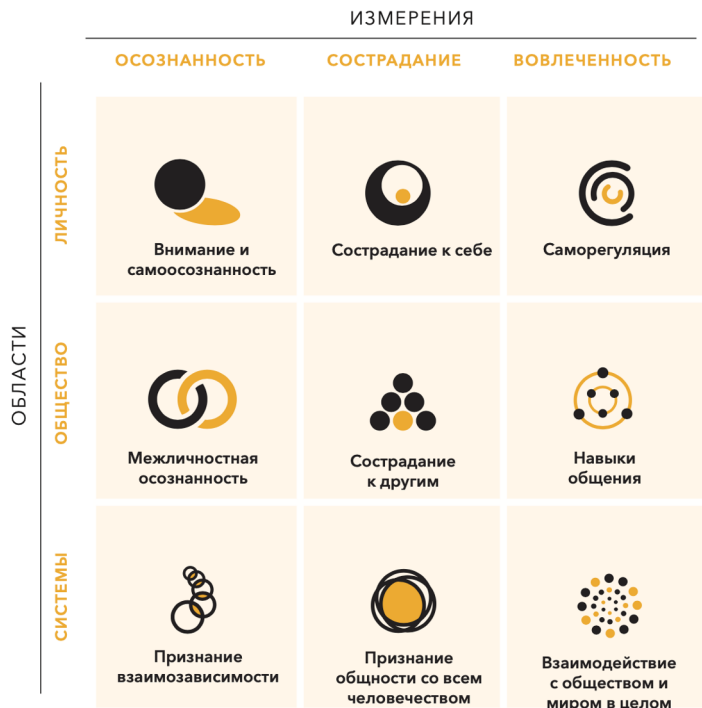 ИЗМЕРЕНИЯ
ОСОЗНАННОСТЬ
СОСТРАДАНИЕ
ВОВЛЕЧЕННОСТЬ
ОБЛАСТИ
ЛИЧНОСТЬ
Внимание и
самоосознанность
Сострадание к себе
Саморегуляция
ОБЩЕСТВО
Межличностная
осознанность
Сострадание
к другим
Навыки
общения
СИСТЕМЫ
Признание
взаимозависимости
Признание
общности со всем
человечеством
Взаимодействие
с обществом и
миром в целом